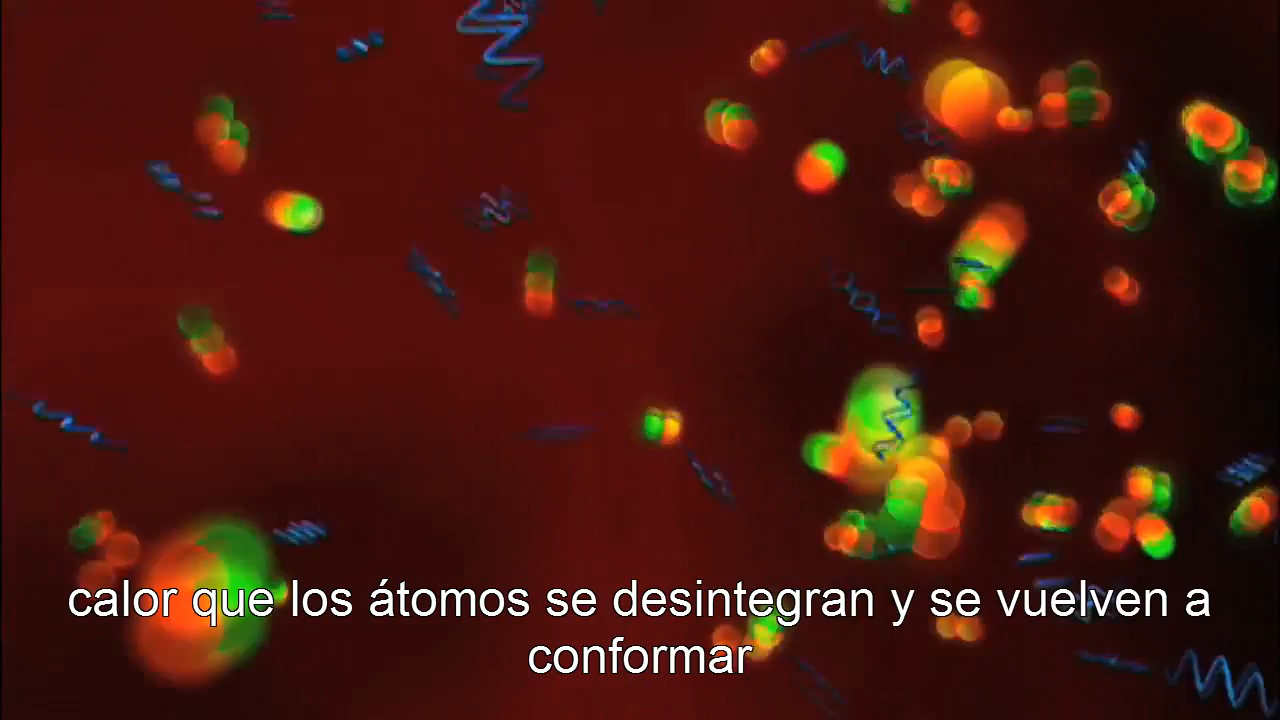 calor que los átomos se desintegran y se vuelven a
conformar